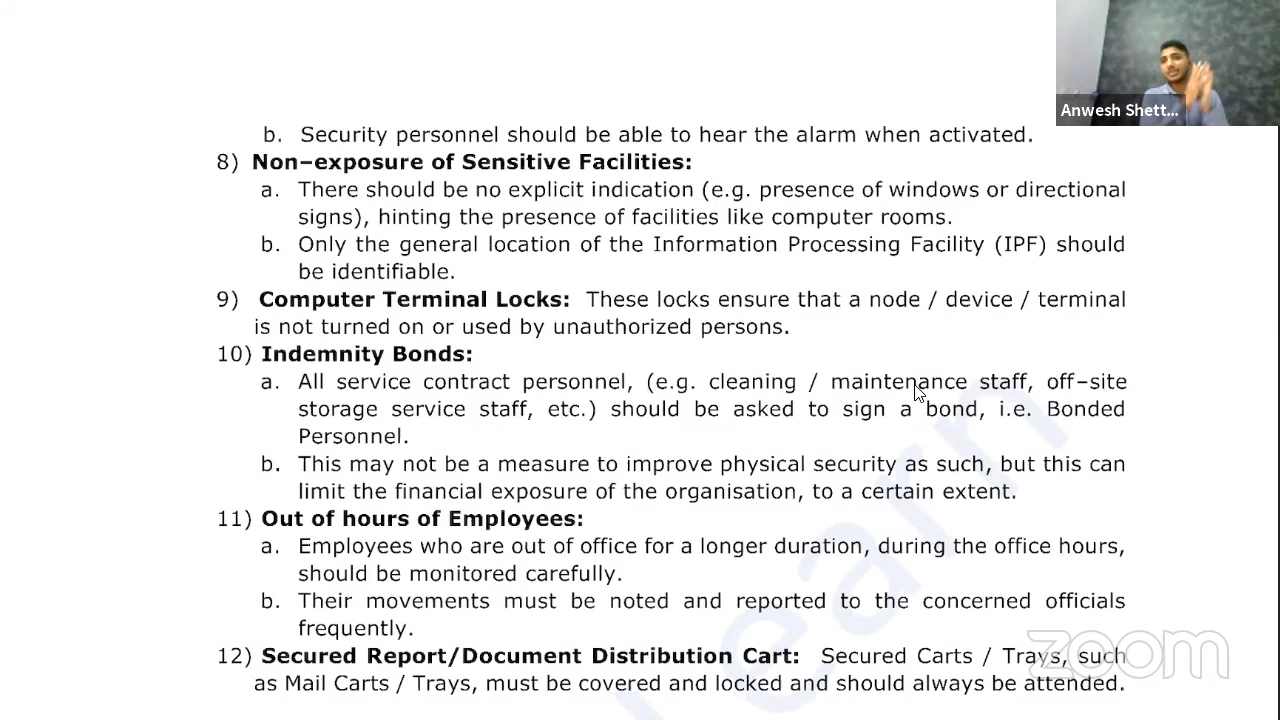 Anwesh Shett...
b. Security personnel should be able to hear the alarm when activated.
8) Non–exposure of Sensitive Facilities:
a. There should be no explicit indication (e.g. presence of windows or directional
signs), hinting the presence of facilities like computer rooms.
b. Only the general location of the Information Processing Facility (IPF) should
be identifiable.
9) Computer Terminal Locks: These locks ensure that a node / device / terminal
is not turned on or used by unauthorized persons.
10) Indemnity Bonds:
a. All service contract personnel, (e.g. cleaning / maintenance staff, off–site
storage service staff, etc.) should be asked to sign a bond, i.e. Bonded
Personnel.
b. This may not be a measure to improve physical security as such, but this can
limit the financial exposure of the organisation, to a certain extent.
11) Out of hours of Employees:
a. Employees who are out of office for a longer duration, during the office hours,
should be monitored carefully.
b. Their movements must be noted and reported to the concerned officials
frequently.
12) Secured Report/Document Distribution Cart: Secured Carts / Trays, such
as Mail Carts / Trays, must be covered and locked and should always be attended.
zoom
Learn